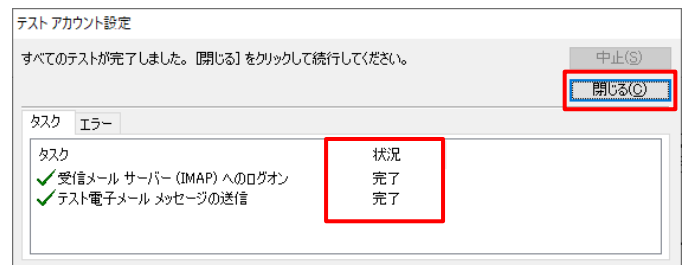 テスト アカウント設定
すべてのテストが完了しました。[閉じる] をクリックして続行してください。
中止(S)
閉じる(C)
タスク エラー
タスク 状況
受信メール サーバー (IMAP) へのログオン 完了
テスト電子メール メッセージの送信 完了